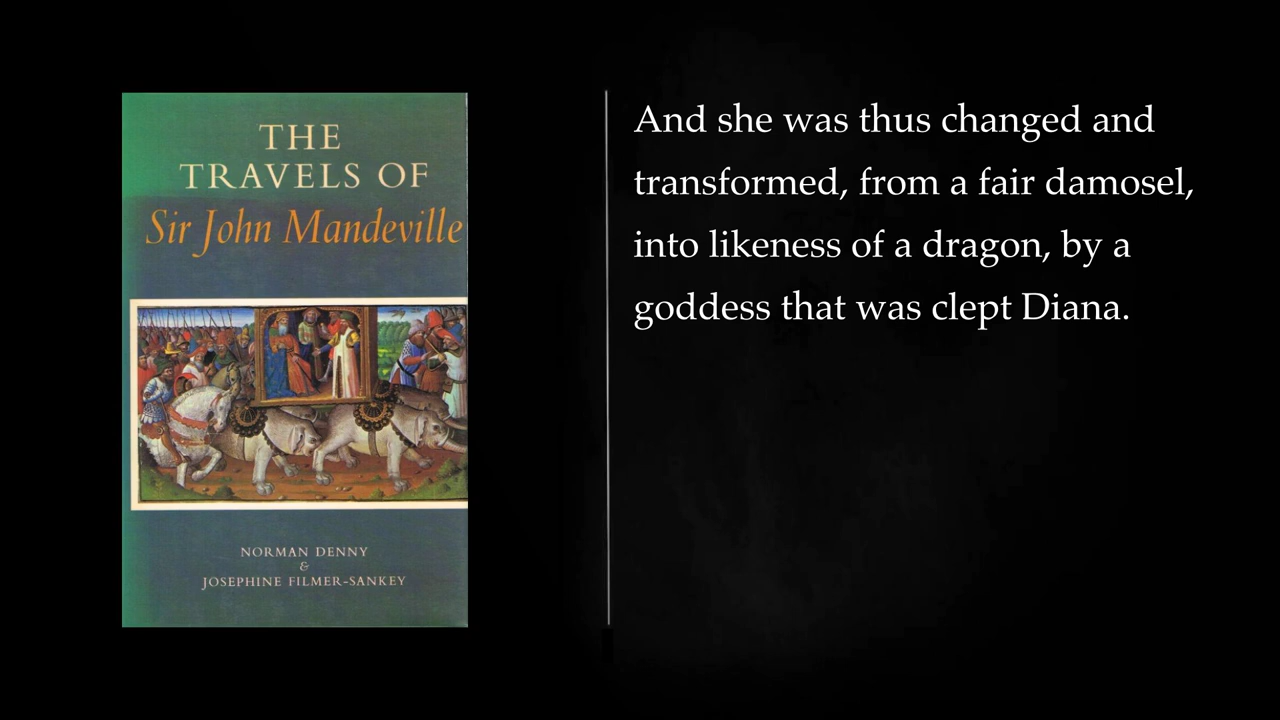 THE
TRAVELS OF
Sir John Mandeville
NORMAN DENNY
&
JOSEPHINE FILMER-SANKEY
And she was thus changed and
transformed, from a fair damosel,
into likeness of a dragon, by a
goddess that was clept Diana.